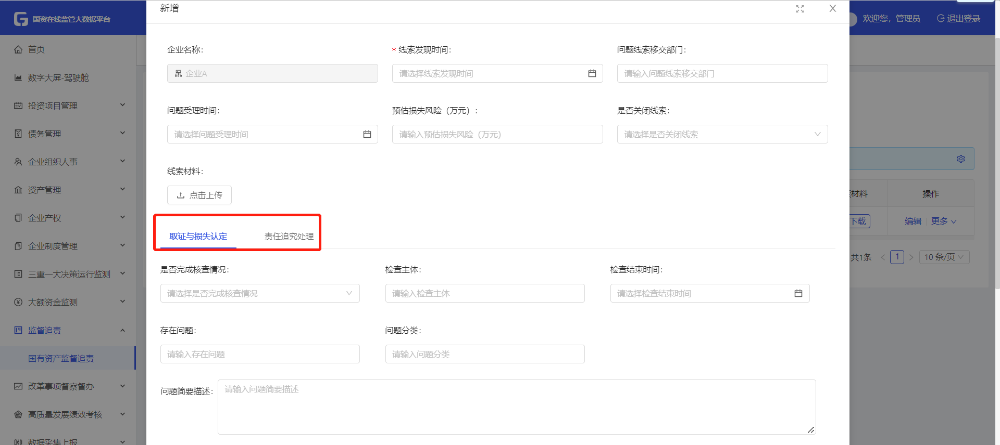 新增
国资在线监管大数据平台
欢迎您，管理员
退出登录
首页
数字大屏-驾驶舱
投资项目管理
债务管理
企业组织人事
资产管理
企业产权
企业制度管理
三重一大决策运行监测
大额资金监测
监督追责
国有资产监督追责
改革事项督察督办
高质量发展绩效考核
数据采集上报
企业名称:
* 线索发现时间:
问题线索移交部门:
企业A
请选择线索发现时间
请输入问题线索移交部门
问题受理时间:
预估损失风险（万元）:
是否关闭线索:
请选择问题受理时间
请输入预估损失风险（万元）
请选择是否关闭线索
线索材料:
点击上传
取证与损失认定
责任追究处理
是否完成核查情况:
检查主体:
检查结束时间:
请选择是否完成核查情况
请输入检查主体
请选择检查结束时间
存在问题:
问题分类:
请输入存在问题
请输入问题分类
问题简要描述:
请输入问题简要描述
材料
操作
下载
编辑
更多
共1条
1
10 条/页